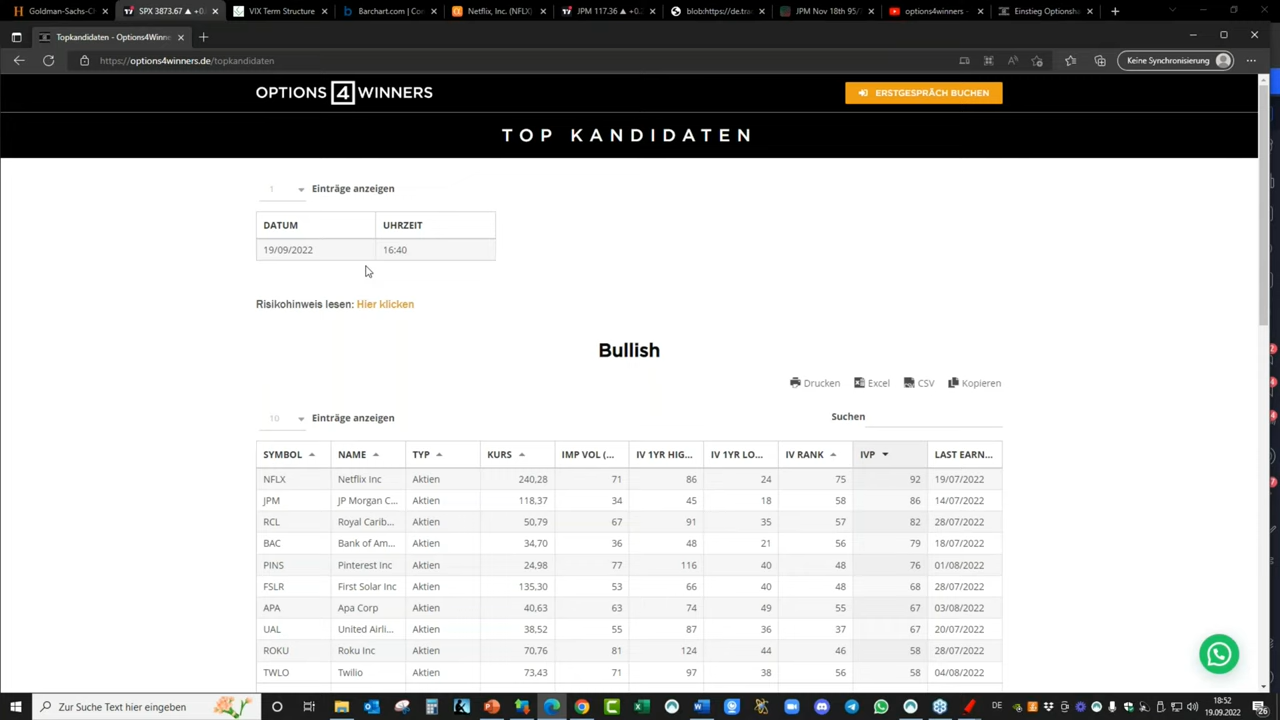 Goldman-Sachs-Ch
SPX 3873.67
VIX Term Structure
Barchart.com | Co
Netflix, Inc. (NFLX)
JPM 117.36
blob:https://de.tra
JPM Nov 18th 95/
options4winners -
Einstieg Optionsha
Topkandidaten - Options4Winne
https://options4winners.de/topkandidaten
Keine Synchronisierung
OPTIONS 4 WINNERS
ERSTGESPRÄCH BUCHEN
TOP KANDIDATEN
1 Einträge anzeigen
DATUM UHRZEIT
19/09/2022 16:40
Risikohinweis lesen: Hier klicken
Bullish
Drucken Excel CSV Kopieren
10 Einträge anzeigen Suchen
SYMBOL NAME TYP KURS IMP VOL (... IV 1YR HIG... IV 1YR LO... IV RANK IVP LAST EARN...
NFLX Netflix Inc Aktien 240,28 71 86 24 75 92 19/07/2022
JPM JP Morgan C... Aktien 118,37 34 45 18 58 86 14/07/2022
RCL Royal Carib... Aktien 50,79 67 91 35 57 82 28/07/2022
BAC Bank of Am... Aktien 34,70 36 48 21 56 79 18/07/2022
PINS Pinterest Inc Aktien 24,98 77 116 40 48 76 01/08/2022
FSLR First Solar Inc Aktien 135,30 53 66 40 48 68 28/07/2022
APA Apa Corp Aktien 40,63 63 74 49 55 67 03/08/2022
UAL United Airli... Aktien 38,52 55 87 36 37 67 20/07/2022
ROKU Roku Inc Aktien 70,76 81 124 44 46 58 28/07/2022
TWLO Twilio Aktien 73,43 71 97 38 56 58 04/08/2022
Zur Suche Text hier eingeben
DE
18:52
19.09.2022
26